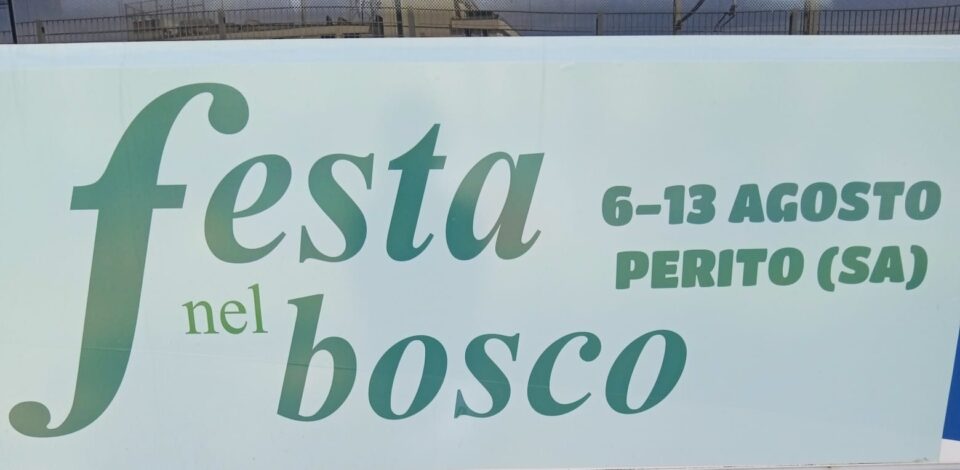 festa
nel
bosco
6-13 AGOSTO
PERITO (SA)